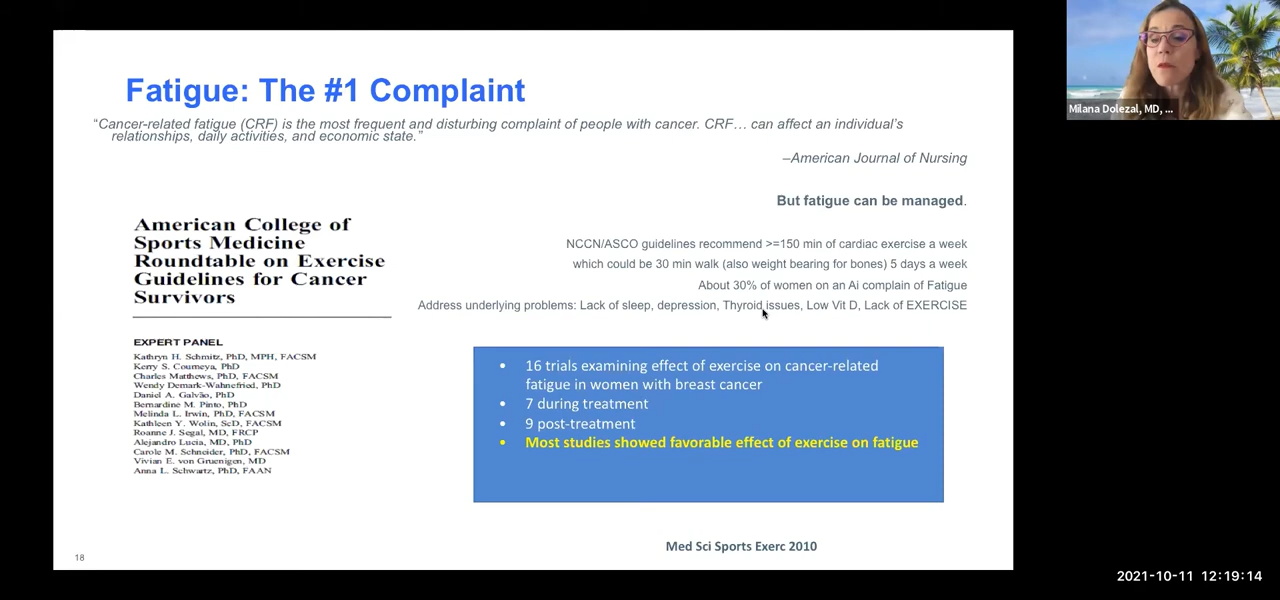 Fatigue: The #1 Complaint
“Cancer-related fatigue (CRF) is the most frequent and disturbing complaint of people with cancer. CRF… can affect an individual’s
relationships, daily activities, and economic state.”
–American Journal of Nursing
But fatigue can be managed.
NCCN/ASCO guidelines recommend >=150 min of cardiac exercise a week
which could be 30 min walk (also weight bearing for bones) 5 days a week
About 30% of women on an Ai complain of Fatigue
Address underlying problems: Lack of sleep, depression, Thyroid issues, Low Vit D, Lack of EXERCISE
American College of
Sports Medicine
Roundtable on Exercise
Guidelines for Cancer
Survivors
EXPERT PANEL
Kathryn H. Schmitz, PhD, MPH, FACSM
Kerry S. Courneya, PhD
Charles Matthews, PhD, FACSM
Wendy Demark-Wahnefried, PhD
Daniel A. Galvão, PhD
Bernardine M. Pinto, PhD
Melinda L. Irwin, PhD, FACSM
Kathleen Y. Wolin, ScD, FACSM
Roanne J. Segal, MD, FRCP
Alejandro Lucia, MD, PhD
Carole M. Schneider, PhD, FACSM
Vivian E. von Gruenigen, MD
Anna L. Schwartz, PhD, FAAN
• 16 trials examining effect of exercise on cancer-related
fatigue in women with breast cancer
• 7 during treatment
• 9 post-treatment
• Most studies showed favorable effect of exercise on fatigue
Med Sci Sports Exerc 2010
18
Milana Dolezal, MD, ...
2021-10-11 12:19:14